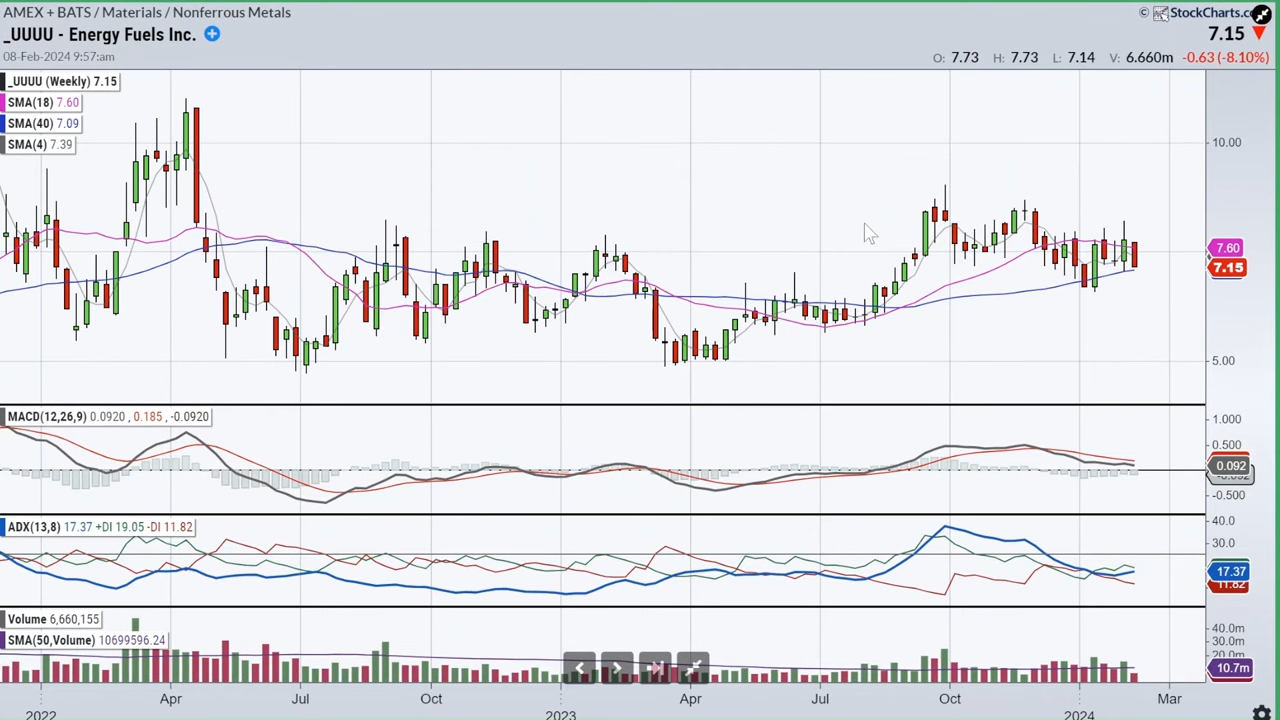 AMEX + BATS / Materials / Nonferrous Metals
© StockCharts.c
_UUUU - Energy Fuels Inc.
7.15
08-Feb-2024 9:57:am
O: 7.73 H: 7.73 L: 7.14 V: 6.660m -0.63 (-8.10%)
_UUUU (Weekly) 7.15
SMA(18) 7.60
SMA(40) 7.09
SMA(4) 7.39
10.00
7.60
7.15
5.00
MACD(12,26,9) 0.0920 , 0.185 , -0.0920
1.000
0.500
0.092
-0.500
ADX(13,8) 17.37 +DI 19.05 -DI 11.82
40.0
30.0
17.37
11.82
Volume 6,660,155
SMA(50,Volume) 10699596.24
40.0m
30.0m
20.0m
10.7m
Apr Jul Oct Apr Jul Oct Mar
2022 2023 2024